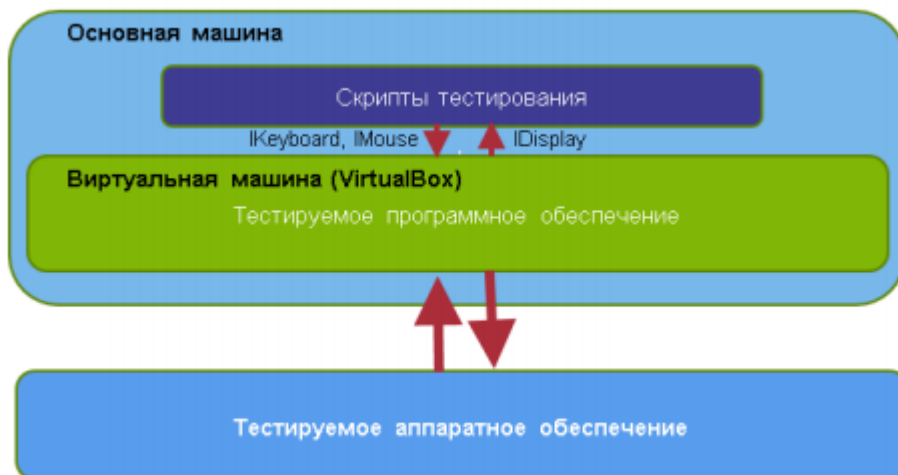 Основная машина
Скрипты тестирования
IKeyboard, IMouse IDisplay
Виртуальная машина (VirtualBox)
Тестируемое программное обеспечение
Тестируемое аппаратное обеспечение